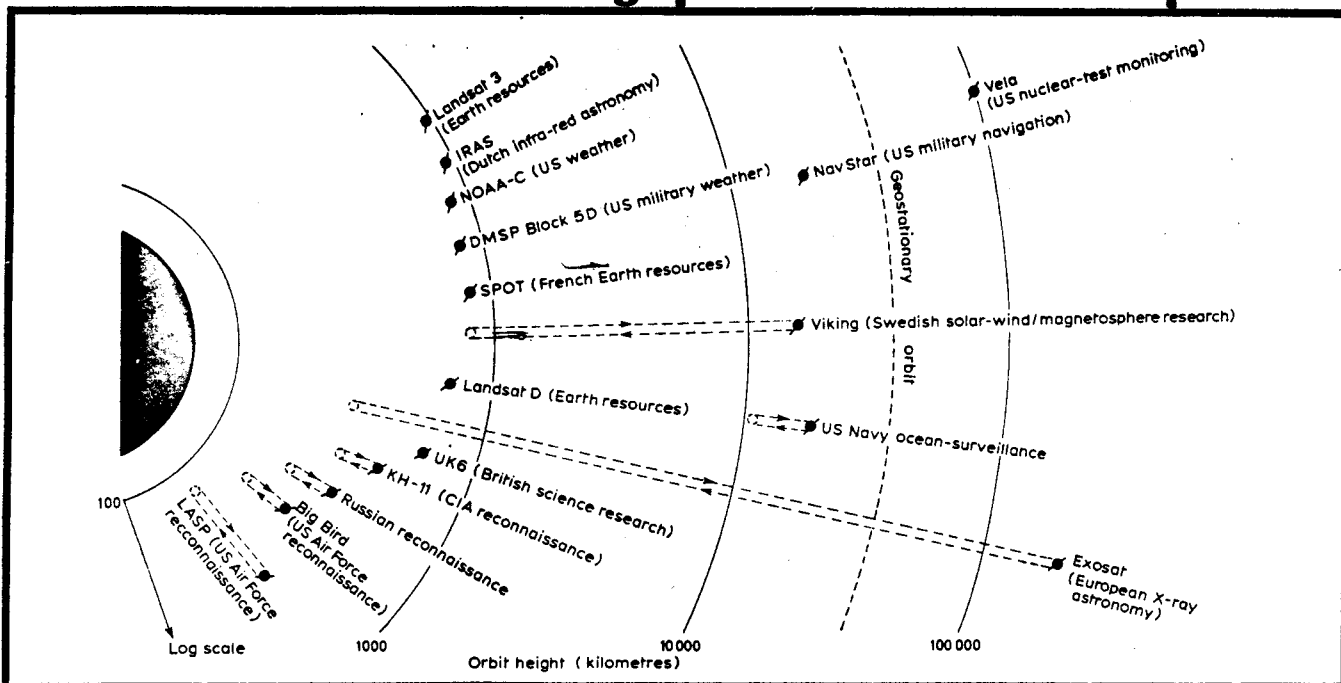 Landsat 3
(Earth resources)
IRAS
(Dutch infra-red astronomy)
NOAA-C (US weather)
DMSP Block 5D (US military weather)
SPOT (French Earth resources)
Vela
(US nuclear-test monitoring)
NavStar (US military navigation)
Geostationary orbit
Viking (Swedish solar-wind/magnetosphere research)
Landsat D (Earth resources)
US Navy ocean-surveillance
UK6 (British science research)
KH-11 (CIA reconnaissance)
Russian reconnaissance
Big Bird
(US Air Force
reconnaissance)
LASP (US Air Force
recconnaissance)
Exosat
(European X-ray
astronomy)
100
Log scale
1000
10 000
100 000
Orbit height (kilometres)